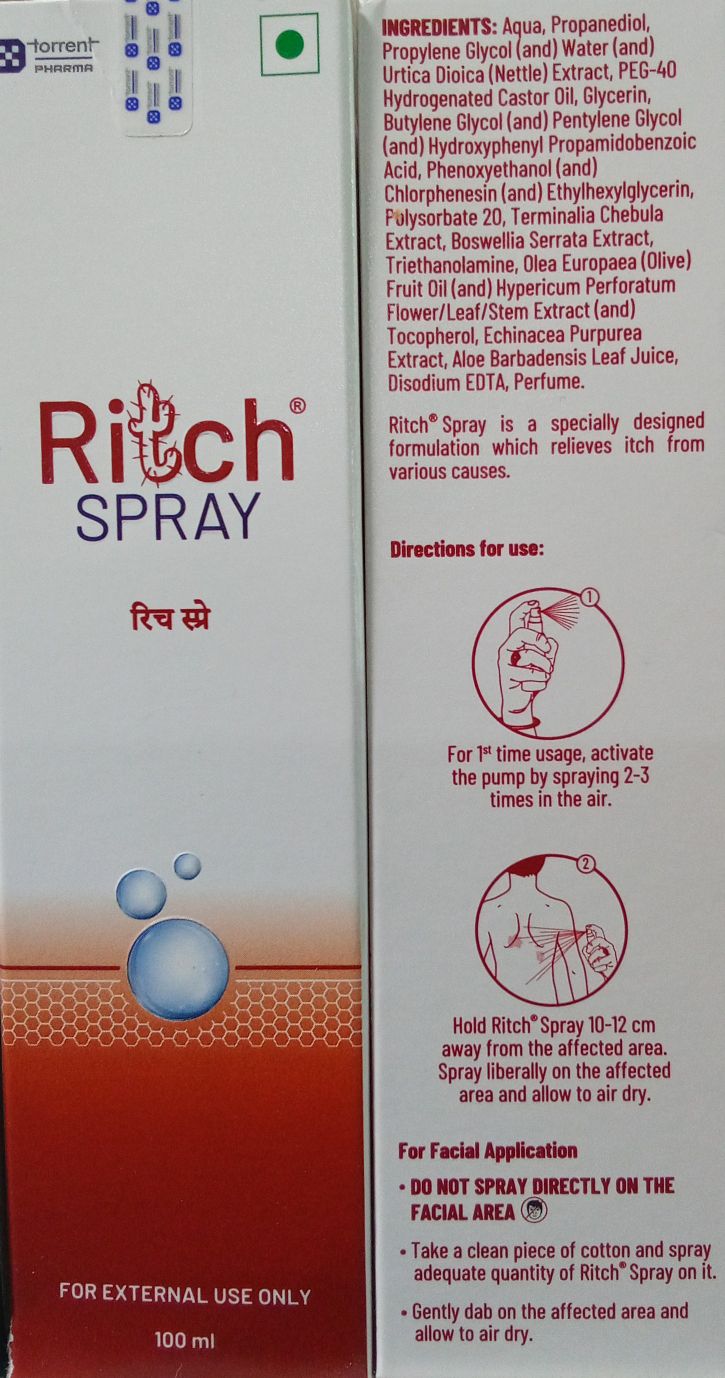 torrent
PHARMA
Ritch®
SPRAY
रिच स्प्रे
FOR EXTERNAL USE ONLY
100 ml
INGREDIENTS: Aqua, Propanediol,
Propylene Glycol (and) Water (and)
Urtica Dioica (Nettle) Extract, PEG-40
Hydrogenated Castor Oil, Glycerin,
Butylene Glycol (and) Pentylene Glycol
(and) Hydroxyphenyl Propamidobenzoic
Acid, Phenoxyethanol (and)
Chlorphenesin (and) Ethylhexylglycerin,
Polysorbate 20, Terminalia Chebula
Extract, Boswellia Serrata Extract,
Triethanolamine, Olea Europaea (Olive)
Fruit Oil (and) Hypericum Perforatum
Flower/Leaf/Stem Extract (and)
Tocopherol, Echinacea Purpurea
Extract, Aloe Barbadensis Leaf Juice,
Disodium EDTA, Perfume.
Ritch® Spray is a specially designed
formulation which relieves itch from
various causes.
Directions for use:
1
For 1st time usage, activate
the pump by spraying 2-3
times in the air.
2
Hold Ritch® Spray 10-12 cm
away from the affected area.
Spray liberally on the affected
area and allow to air dry.
For Facial Application
• DO NOT SPRAY DIRECTLY ON THE
FACIAL AREA
• Take a clean piece of cotton and spray
adequate quantity of Ritch® Spray on it.
• Gently dab on the affected area and
allow to air dry.